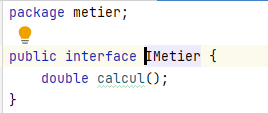 package metier;
public interface IMetier {
    double calcul();
}